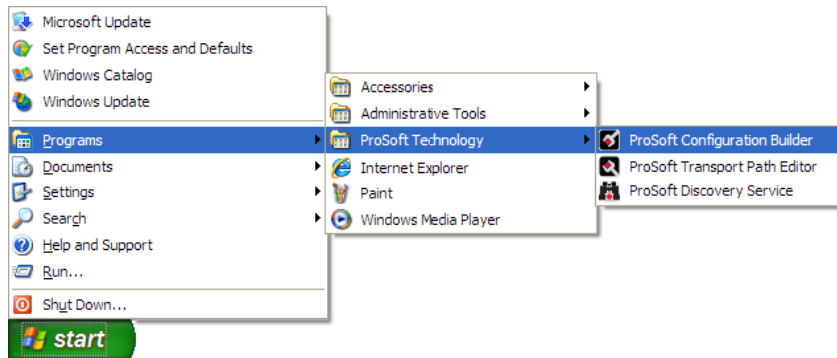 Microsoft Update
Set Program Access and Defaults
Windows Catalog
Windows Update
Programs
Documents
Settings
Search
Help and Support
Run...
Shut Down...
start
Accessories
Administrative Tools
ProSoft Technology
Internet Explorer
Paint
Windows Media Player
ProSoft Configuration Builder
ProSoft Transport Path Editor
ProSoft Discovery Service